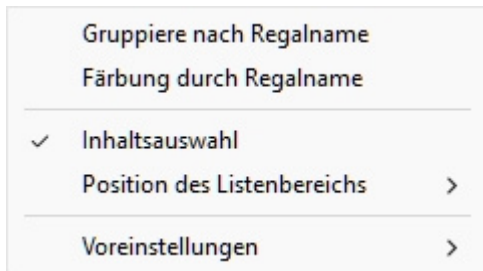 Gruppiere nach Regalname
Färbung durch Regalname
Inhaltsauswahl
Position des Listenbereichs
Voreinstellungen